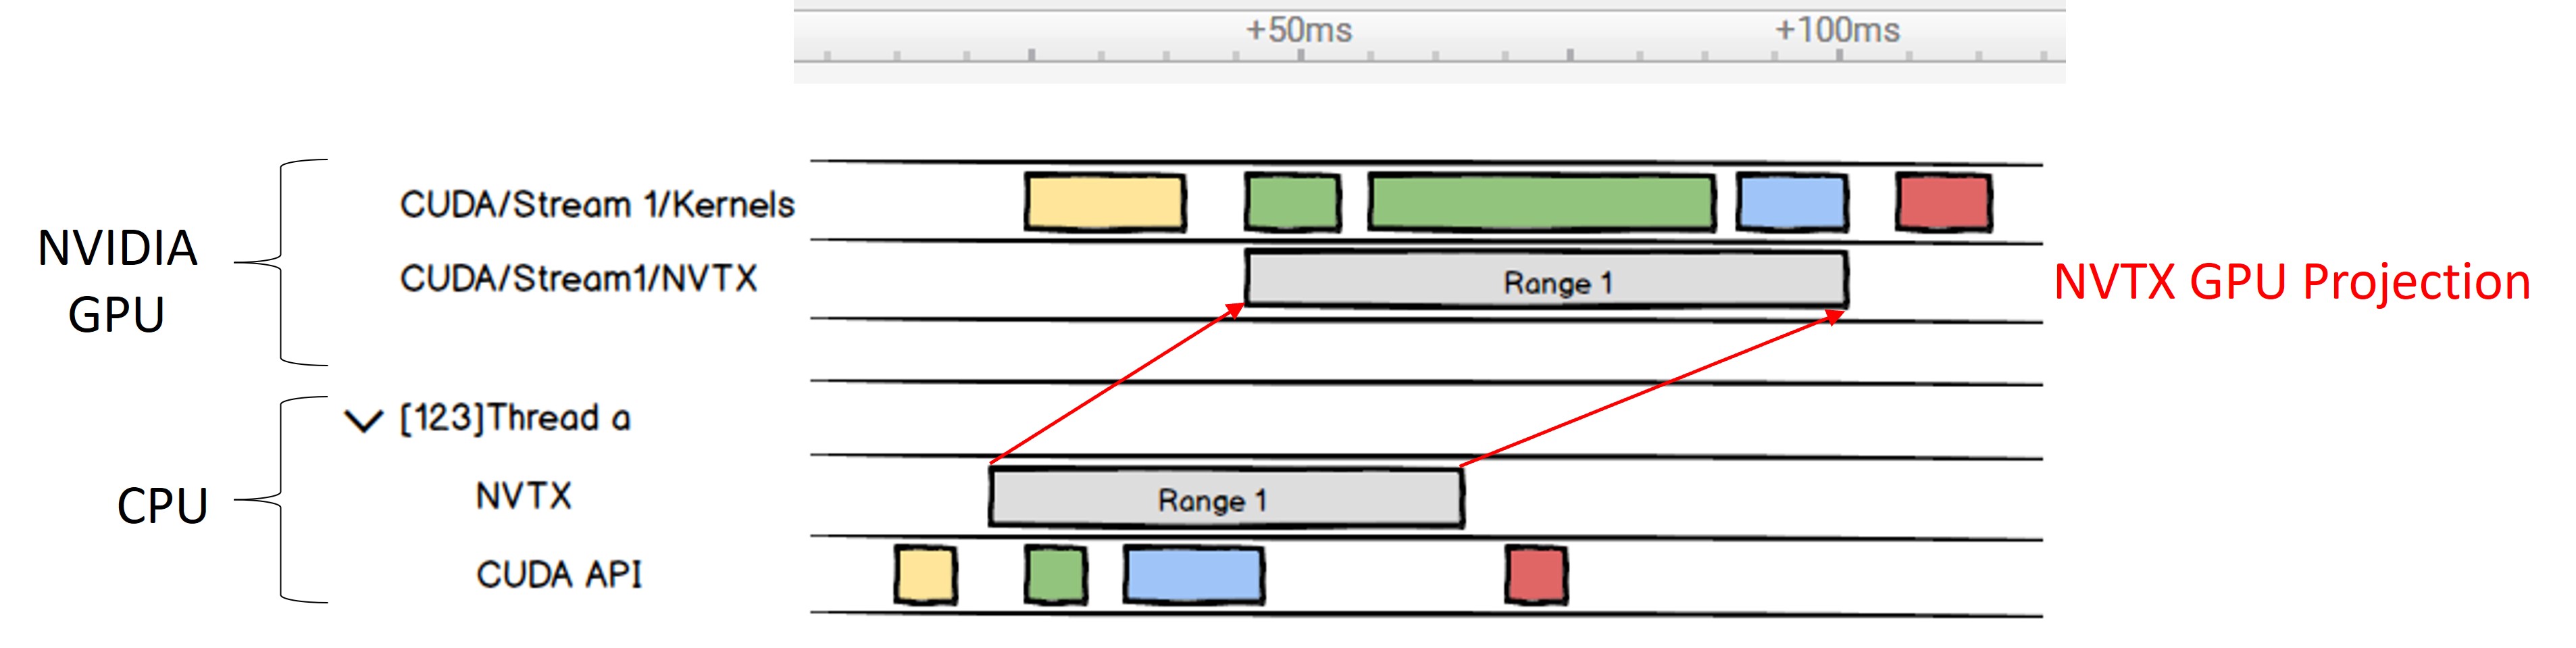 +50ms
+100ms
NVIDIA
GPU
CUDA/Stream 1/Kernels
CUDA/Stream1/NVTX
Range 1
NVTX GPU Projection
CPU
[123]Thread a
NVTX
Range 1
CUDA API